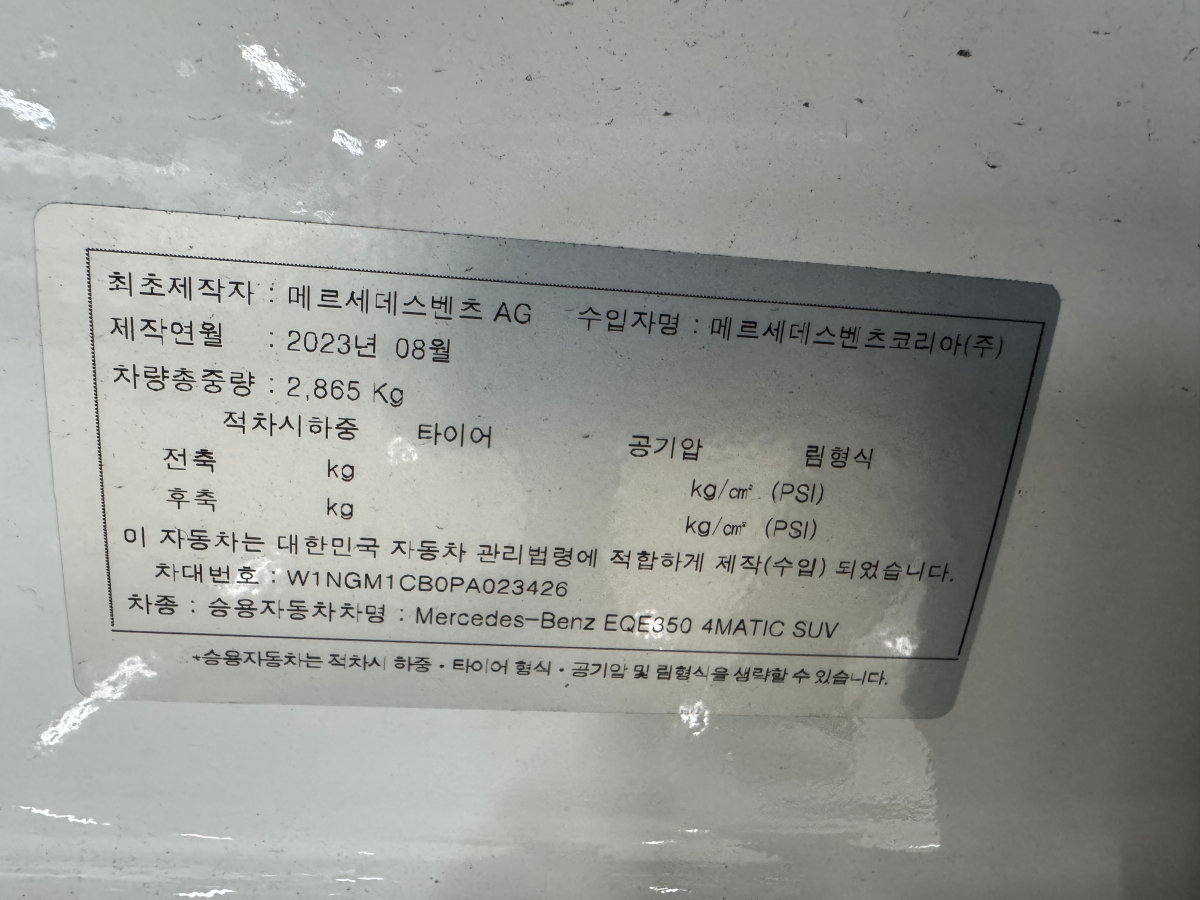 최초제작자 : 메르세데스벤츠 AG 수입자명 : 메르세데스벤츠코리아(주)
제작연월 : 2023년 08월
차량총중량 : 2,865 Kg
적차시하중 타이어 공기압 림형식
전축 kg kg/㎠ (PSI)
후축 kg kg/㎠ (PSI)
이 자동차는 대한민국 자동차 관리법령에 적합하게 제작(수입) 되었습니다.
차대번호 : W1NGM1CB0PA023426
차종 : 승용자동차차명 : Mercedes-Benz EQE350 4MATIC SUV
*승용자동차는 적차시 하중·타이어 형식·공기압 및 림형식을 생략할 수 있습니다.